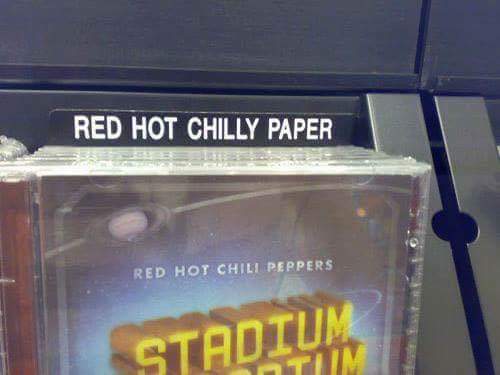 RED HOT CHILLY PAPER
RED HOT CHILI PEPPERS
STADIUM